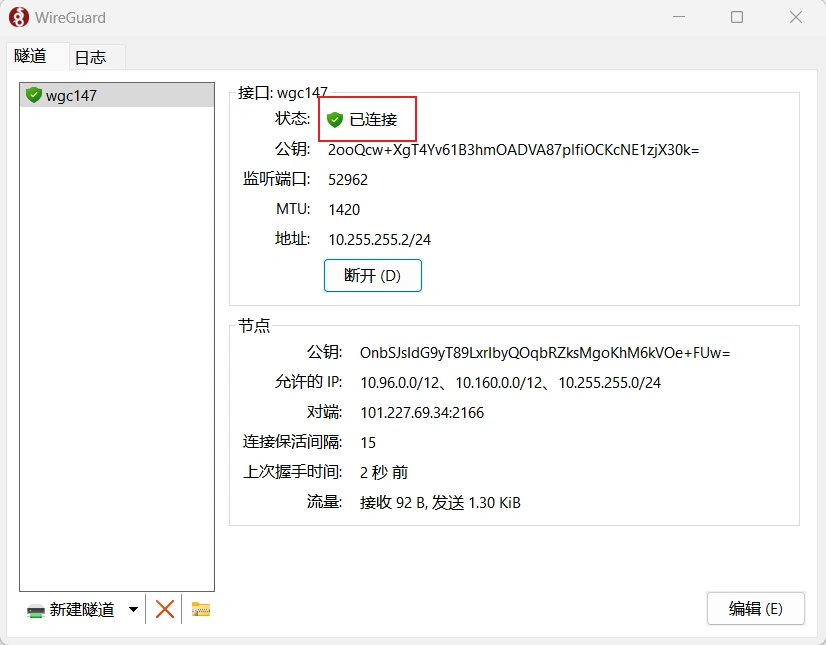 WireGuard
隧道 日志
wgc147
接口: wgc147
状态: 已连接
公钥: 2ooQcw+XgT4Yv61B3hmOADVA87pIfiOCKcNE1zjX30k=
监听端口: 52962
MTU: 1420
地址: 10.255.255.2/24
断开 (D)
节点
公钥: OnbSJsIdG9yT89LxrIbyQOqbRZksMgoKhM6kVOe+FUw=
允许的 IP: 10.96.0.0/12、10.160.0.0/12、10.255.255.0/24
对端: 101.227.69.34:2166
连接保活间隔: 15
上次握手时间: 2 秒 前
流量: 接收 92 B, 发送 1.30 KiB
新建隧道
编辑 (E)